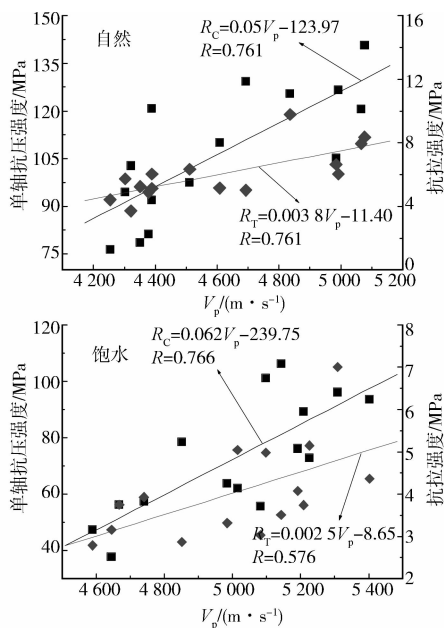 自然
R_C=0.05V_p−123.97
R=0.761
R_T=0.003 8V_p−11.40
R=0.761
单轴抗压强度/MPa
抗拉强度/MPa
150
135
120
105
90
75
16
12
8
4
0
4 200
4 400
4 600
4 800
5 000
5 200
V_p/(m·s⁻¹)
饱水
R_C=0.062V_p−239.75
R=0.766
R_T=0.002 5V_p−8.65
R=0.576
单轴抗压强度/MPa
抗拉强度/MPa
120
100
80
60
40
8
7
6
5
4
3
2
4 600
4 800
5 000
5 200
5 400
V_p/(m·s⁻¹)